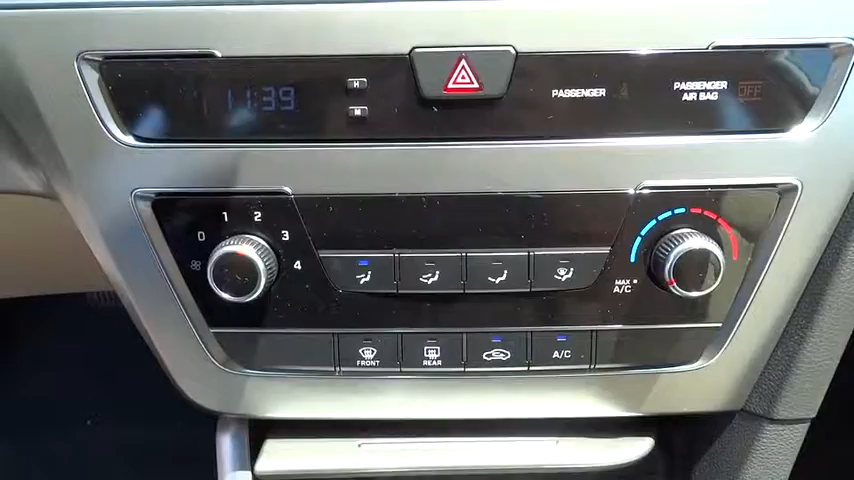 11:39
H
M
PASSENGER
PASSENGER
AIR BAG
OFF
0 1 2 3 4
MAX
A/C
FRONT
REAR
A/C